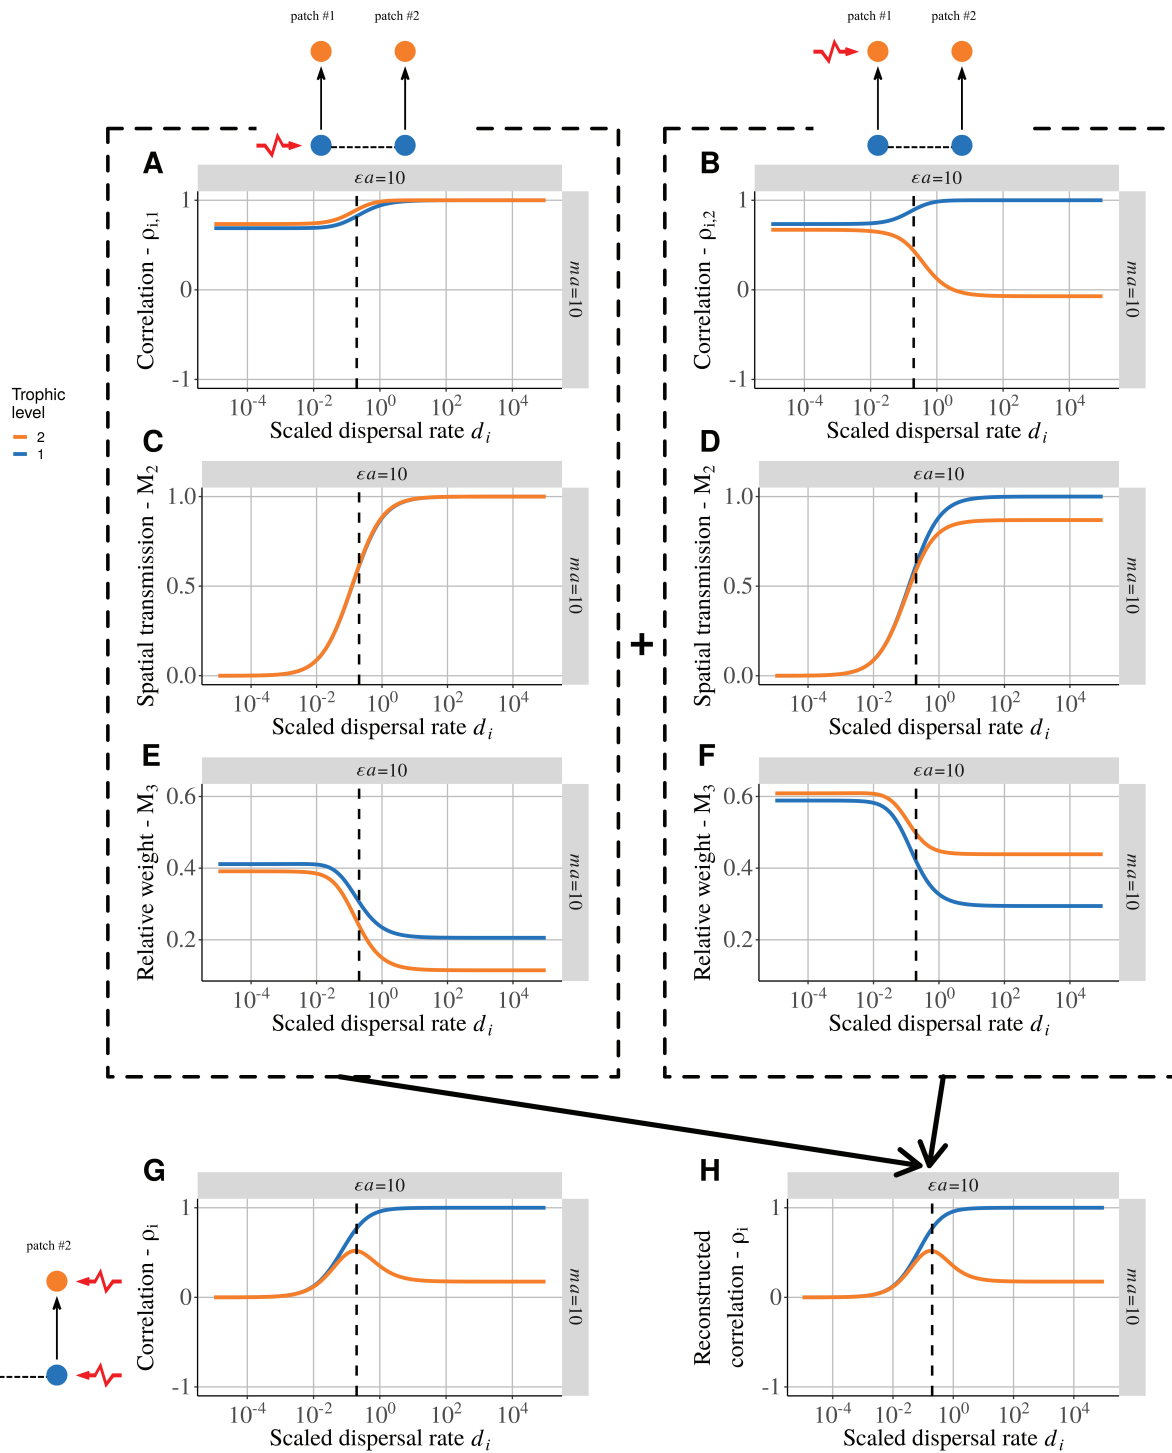 patch #1 patch #2
patch #1 patch #2
A
εa=10
Correlation - ρi,1
1
0
-1
ma=10
10-4 10-2 100 102 104
Scaled dispersal rate di
B
εa=10
Correlation - ρi,2
1
0
-1
ma=10
10-4 10-2 100 102 104
Scaled dispersal rate di
Trophic
level
2
1
C
εa=10
Spatial transmission - M2
1.0
0.5
0.0
ma=10
10-4 10-2 100 102 104
Scaled dispersal rate di
D
εa=10
Spatial transmission - M2
1.0
0.5
0.0
ma=10
10-4 10-2 100 102 104
Scaled dispersal rate di
+
E
εa=10
Relative weight - M3
0.6
0.4
0.2
ma=10
10-4 10-2 100 102 104
Scaled dispersal rate di
F
εa=10
Relative weight - M3
0.6
0.4
0.2
ma=10
10-4 10-2 100 102 104
Scaled dispersal rate di
patch #2
G
εa=10
Correlation - ρi
1
0
-1
ma=10
10-4 10-2 100 102 104
Scaled dispersal rate di
H
εa=10
Reconstructed
correlation - ρi
1
0
-1
ma=10
10-4 10-2 100 102 104
Scaled dispersal rate di